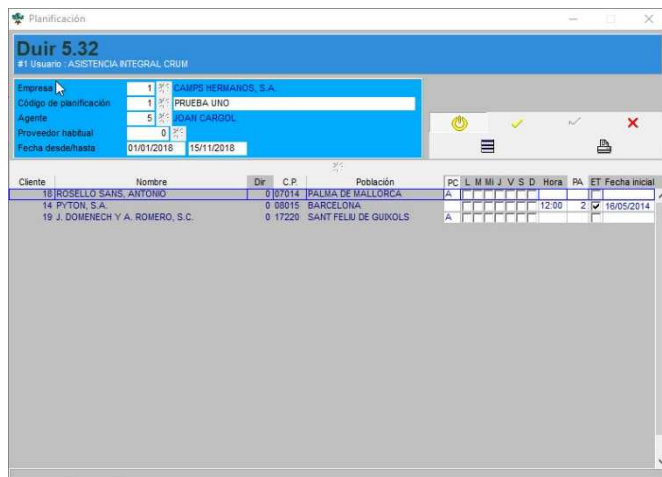 Planificación
Duir 5.32
#1 Usuario : ASISTENCIA INTEGRAL CRUM
Empresa 1 CAMPS HERMANOS, S.A.
Código de planificación 1 PRUEBA UNO
Agente 5 JOAN CARGOL
Proveedor habitual 0
Fecha desde/hasta 01/01/2018 15/11/2018
Cliente Nombre Dir C.P. Población PC L M Mi J V S D Hora PA ET Fecha inicial
18 ROSELLO SANS, ANTONIO 0 07014 PALMA DE MALLORCA A
14 PYTON, S.A. 0 08015 BARCELONA 12:00 2 16/05/2014
19 J. DOMENECH Y A. ROMERO, S.C. 0 17220 SANT FELIU DE GUIXOLS A